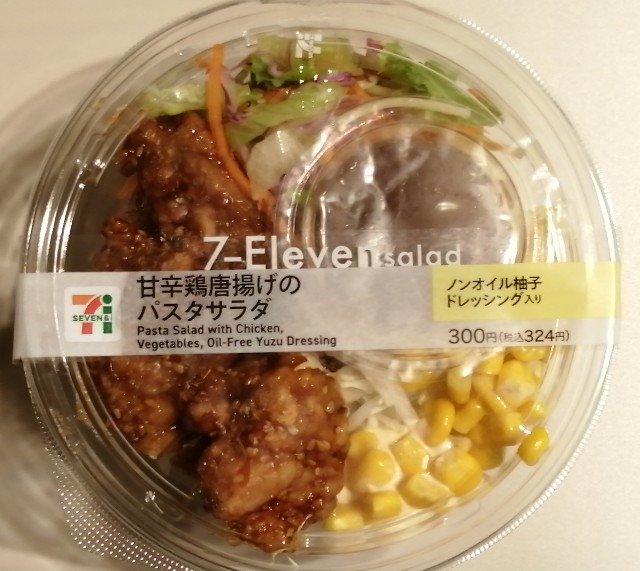 7-Eleven salad
甘辛鶏唐揚げの
パスタサラダ
Pasta Salad with Chicken,
Vegetables, Oil-Free Yuzu Dressing
SEVEN&i
ノンオイル柚子
ドレッシング入り
300円(税込324円)